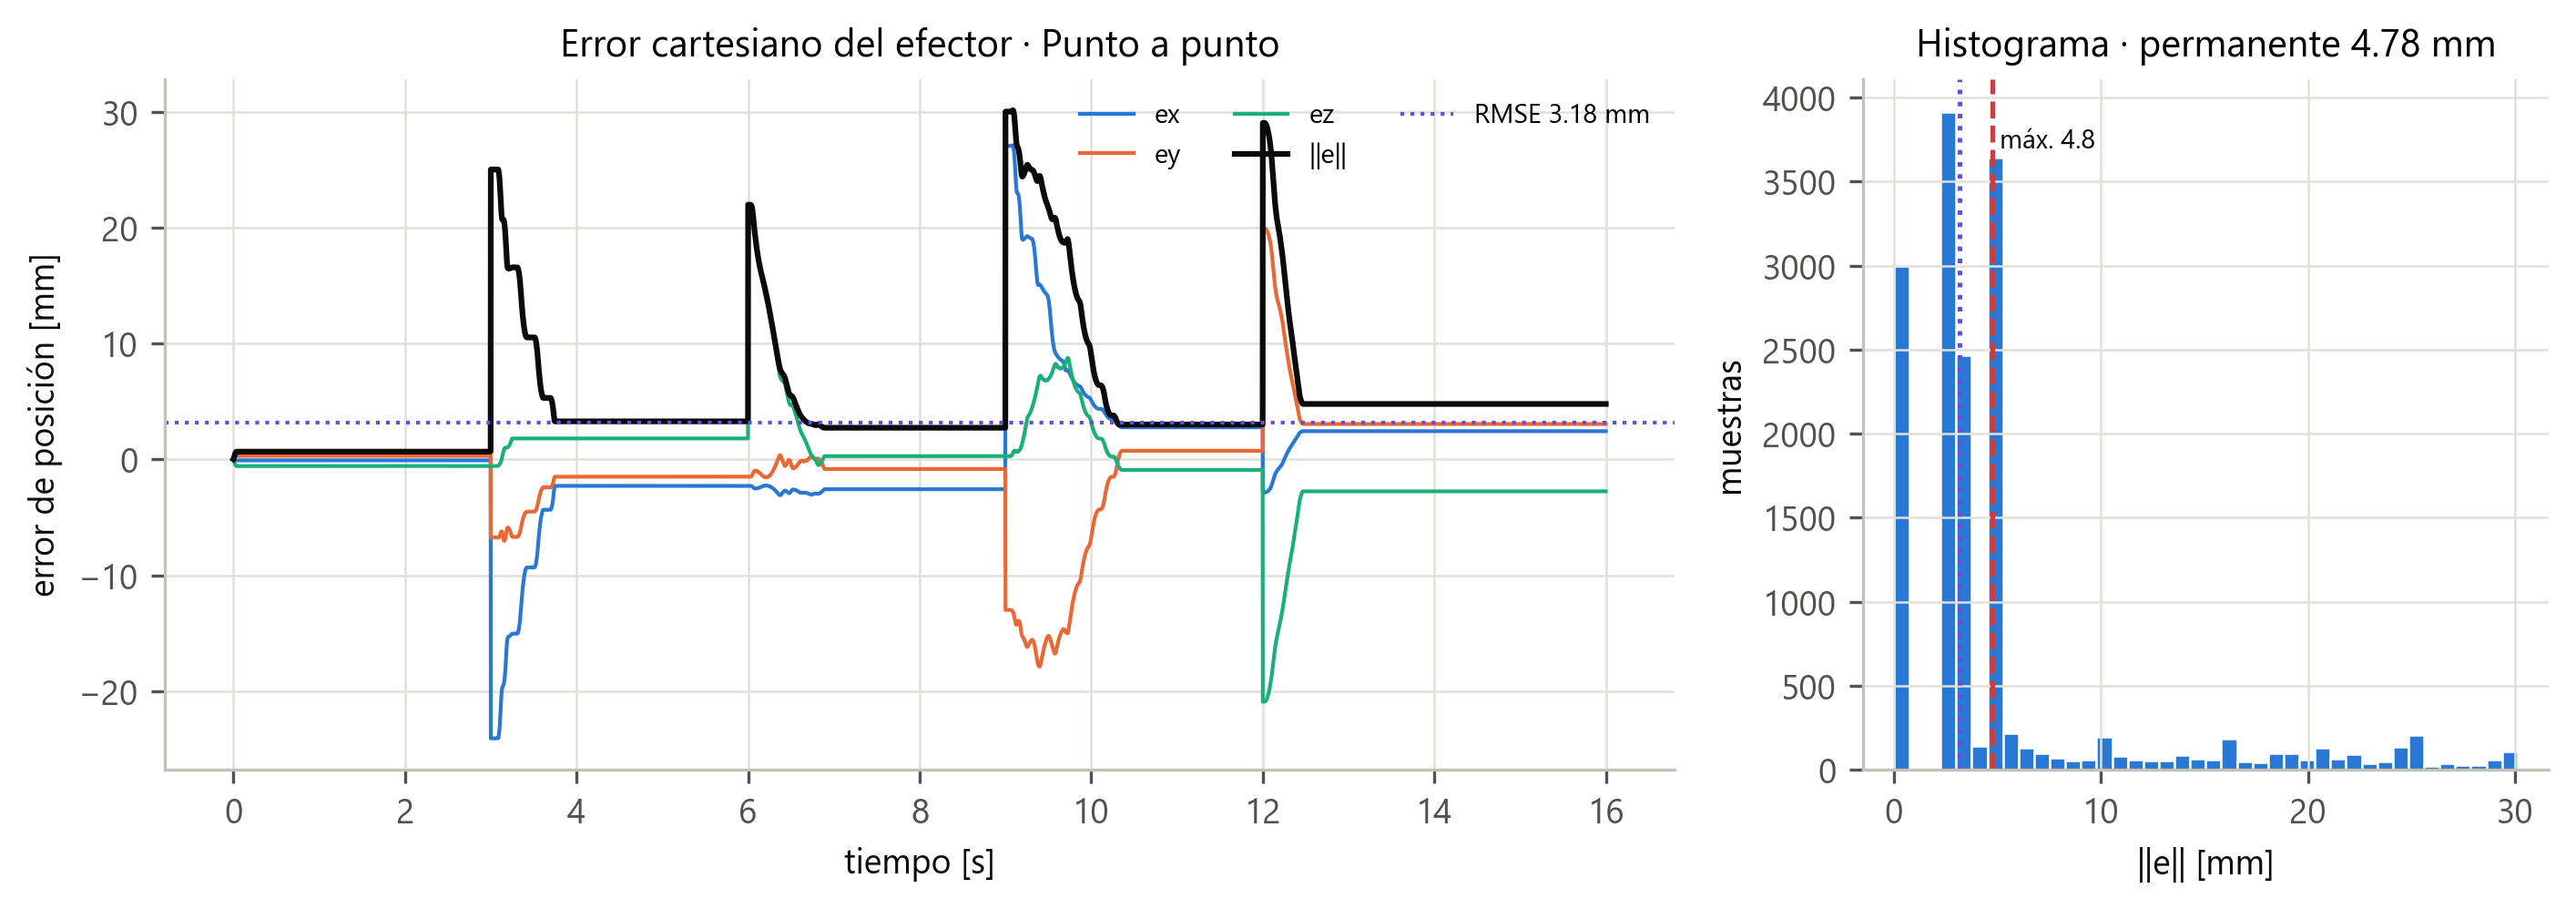 Error cartesiano del efector · Punto a punto
error de posición [mm]
30
20
10
0
−10
−20
ex
ey
ez
||e||
RMSE 3.18 mm
0 2 4 6 8 10 12 14 16
tiempo [s]
Histograma · permanente 4.78 mm
muestras
4000
3500
3000
2500
2000
1500
1000
500
0
máx. 4.8
0 10 20 30
||e|| [mm]